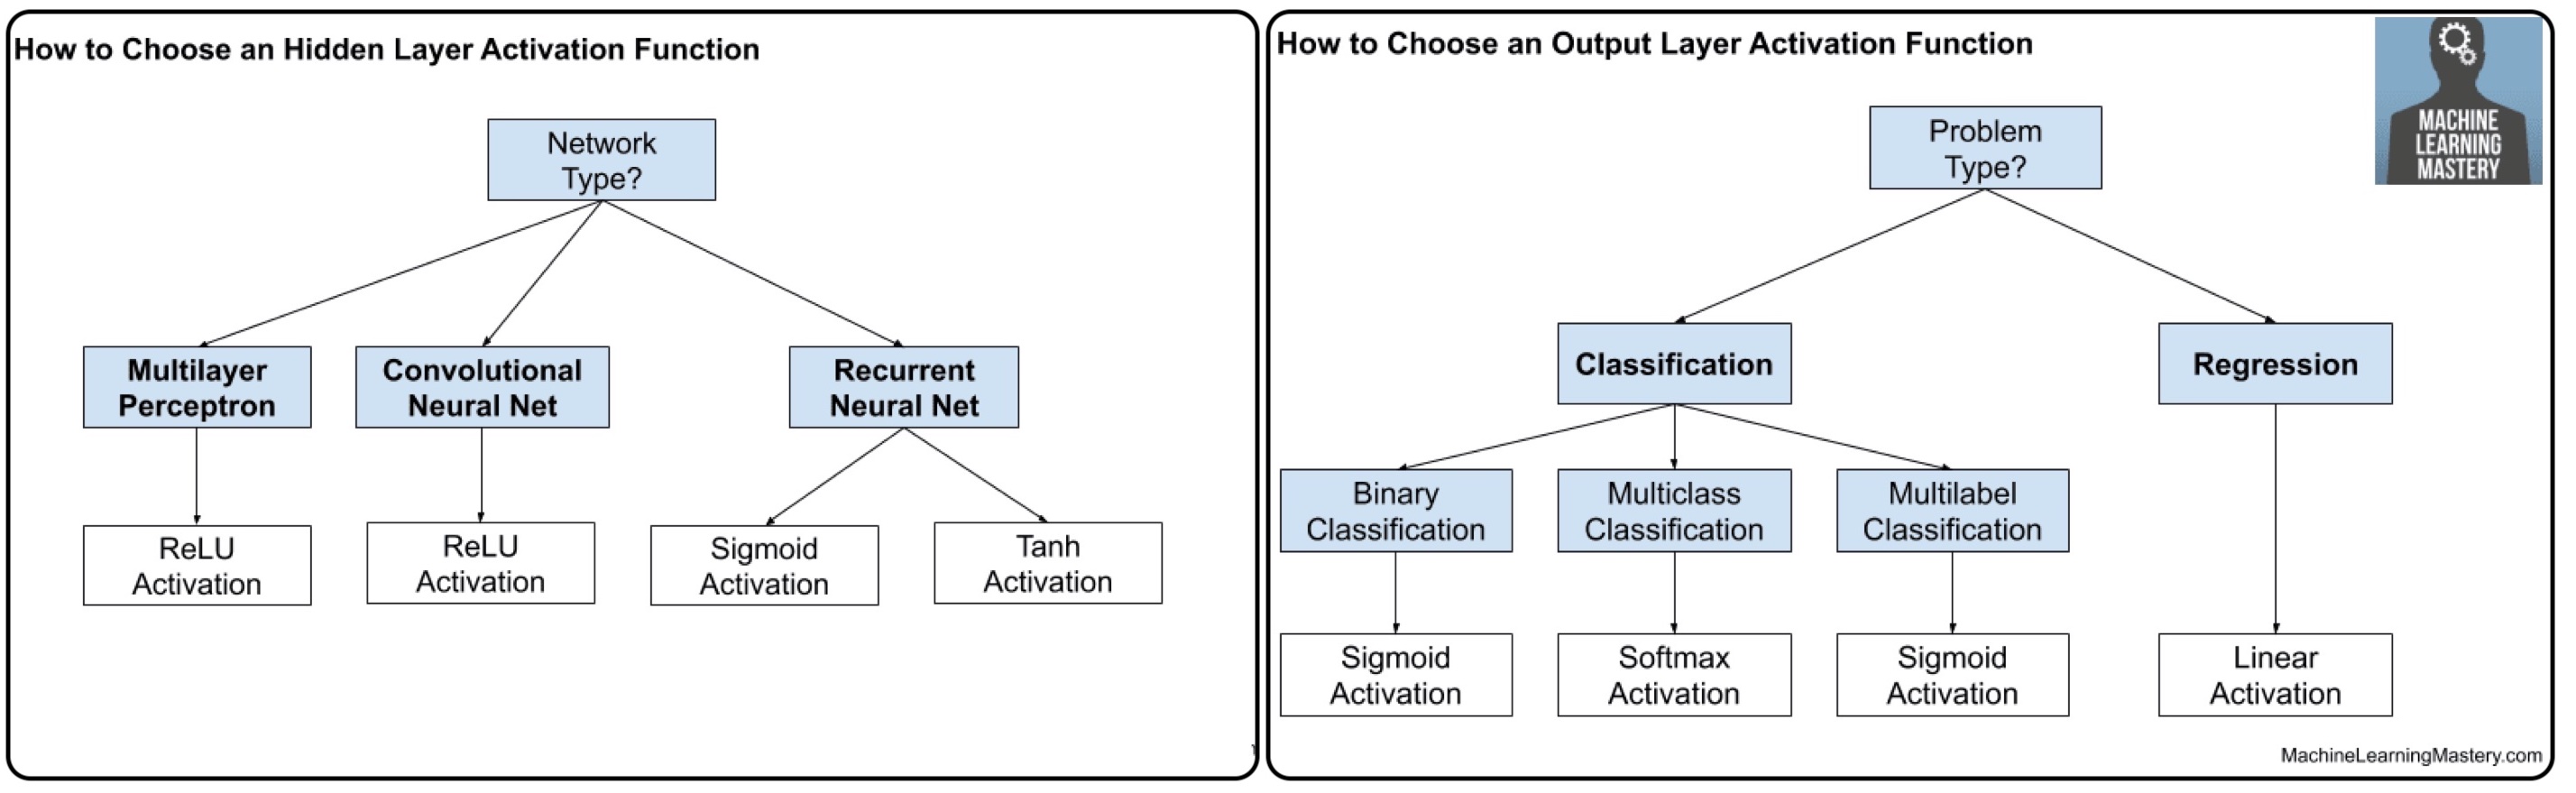 How to Choose an Hidden Layer Activation Function
Network
Type?
Multilayer
Perceptron
Convolutional
Neural Net
Recurrent
Neural Net
ReLU
Activation
ReLU
Activation
Sigmoid
Activation
Tanh
Activation
How to Choose an Output Layer Activation Function
MACHINE
LEARNING
MASTERY
Problem
Type?
Classification
Regression
Binary
Classification
Multiclass
Classification
Multilabel
Classification
Sigmoid
Activation
Softmax
Activation
Sigmoid
Activation
Linear
Activation
MachineLearningMastery.com